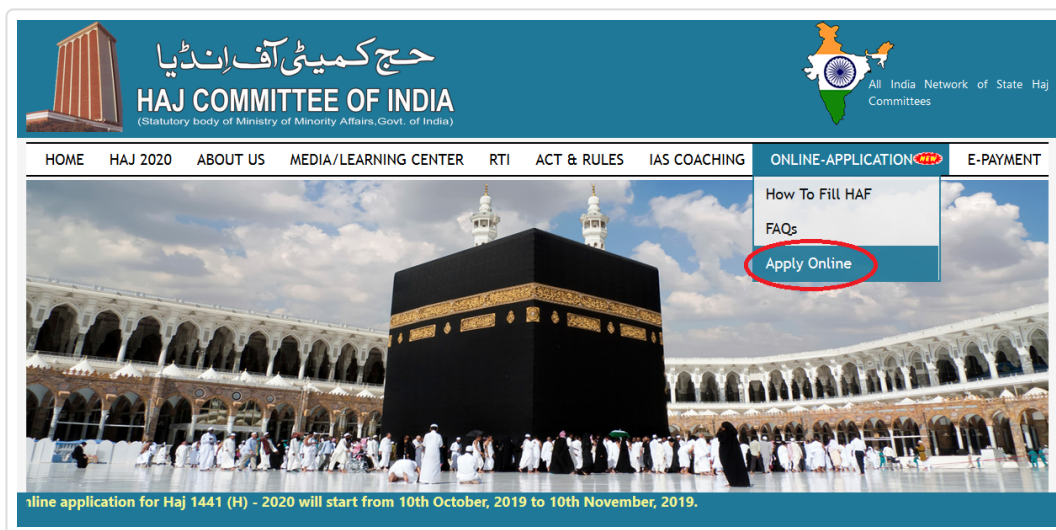 حج کمیٹی آف اِنڈیا
HAJ COMMITTEE OF INDIA
(Statutory body of Ministry of Minority Affairs,Govt. of India)
All India Network of State Haj
Committees
HOME HAJ 2020 ABOUT US MEDIA/LEARNING CENTER RTI ACT & RULES IAS COACHING ONLINE-APPLICATION NEW E-PAYMENT
How To Fill HAF
FAQs
Apply Online
nline application for Haj 1441 (H) - 2020 will start from 10th October, 2019 to 10th November, 2019.